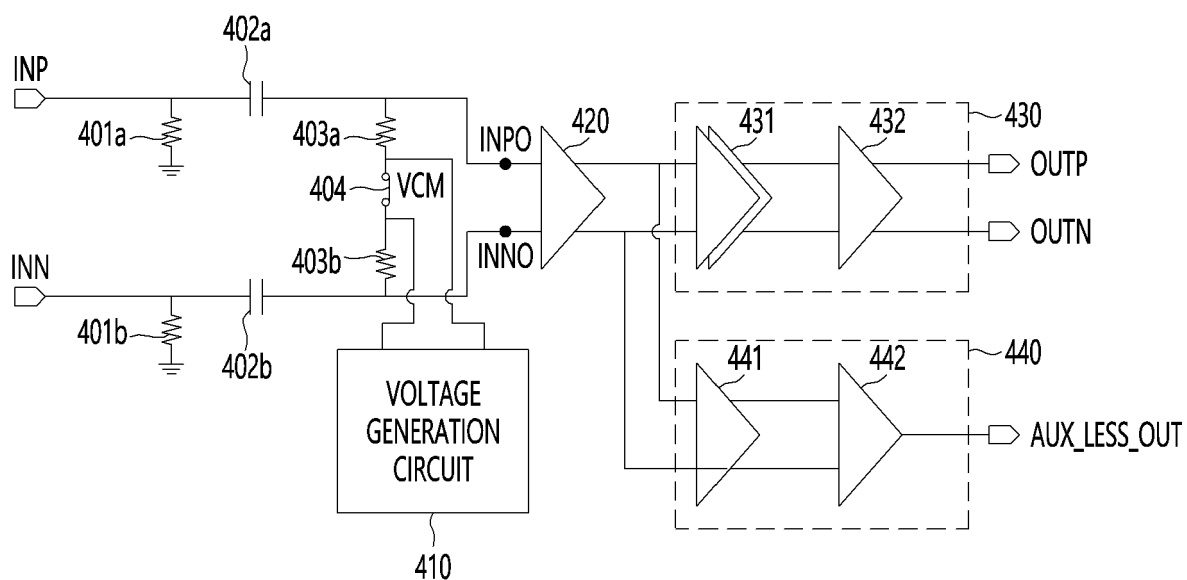 402a
INP
401a
403a
INPO
420
431
432
430
OUTP
404
VCM
OUTN
INNO
403b
INN
401b
402b
441
442
440
VOLTAGE
GENERATION
CIRCUIT
AUX_LESS_OUT
410